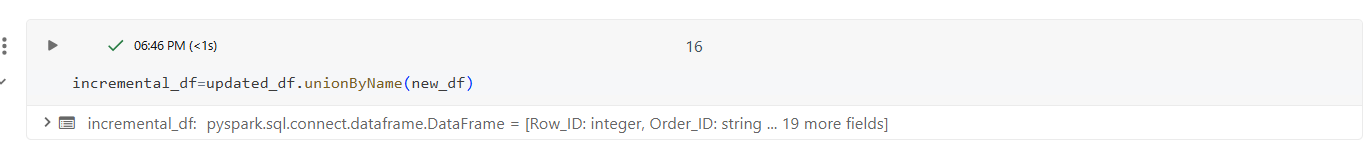 06:46 PM (<1s)
16
incremental_df=updated_df.unionByName(new_df)
incremental_df: pyspark.sql.connect.dataframe.DataFrame = [Row_ID: integer, Order_ID: string ... 19 more fields]